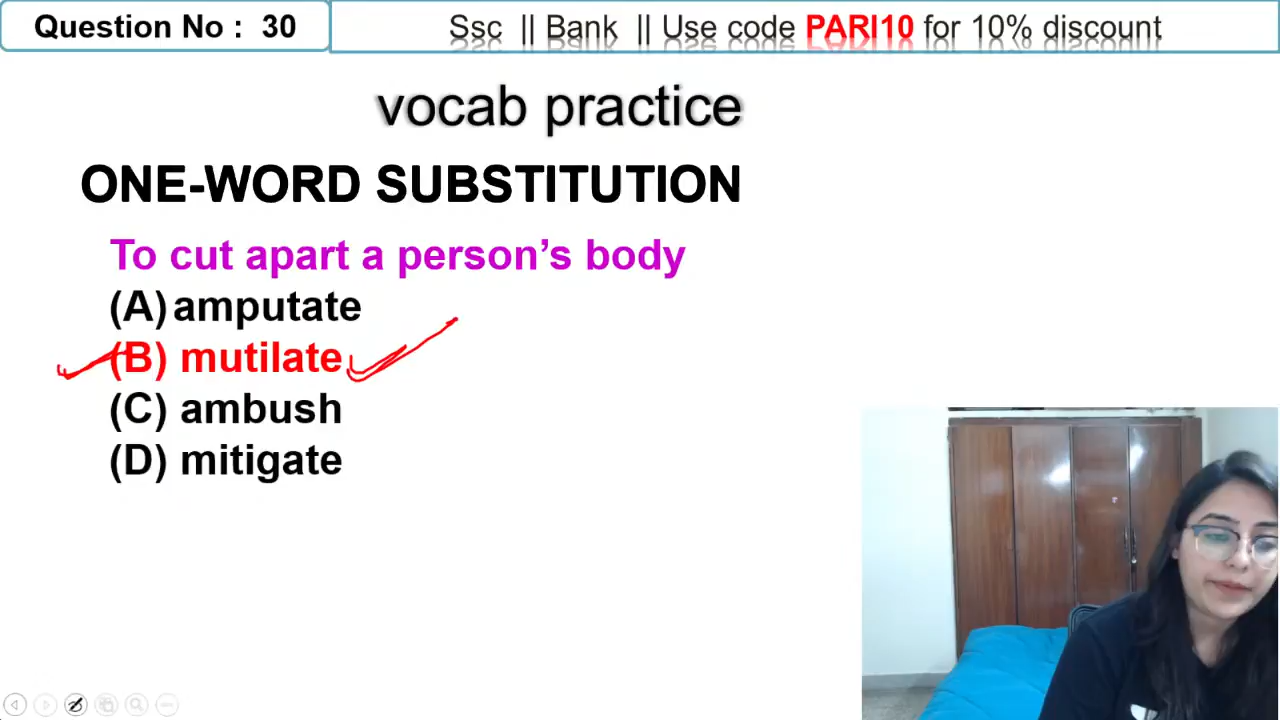 Question No : 30
Ssc || Bank || Use code PARI10 for 10% discount
vocab practice
ONE-WORD SUBSTITUTION
To cut apart a person’s body
(A) amputate
(B) mutilate
(C) ambush
(D) mitigate